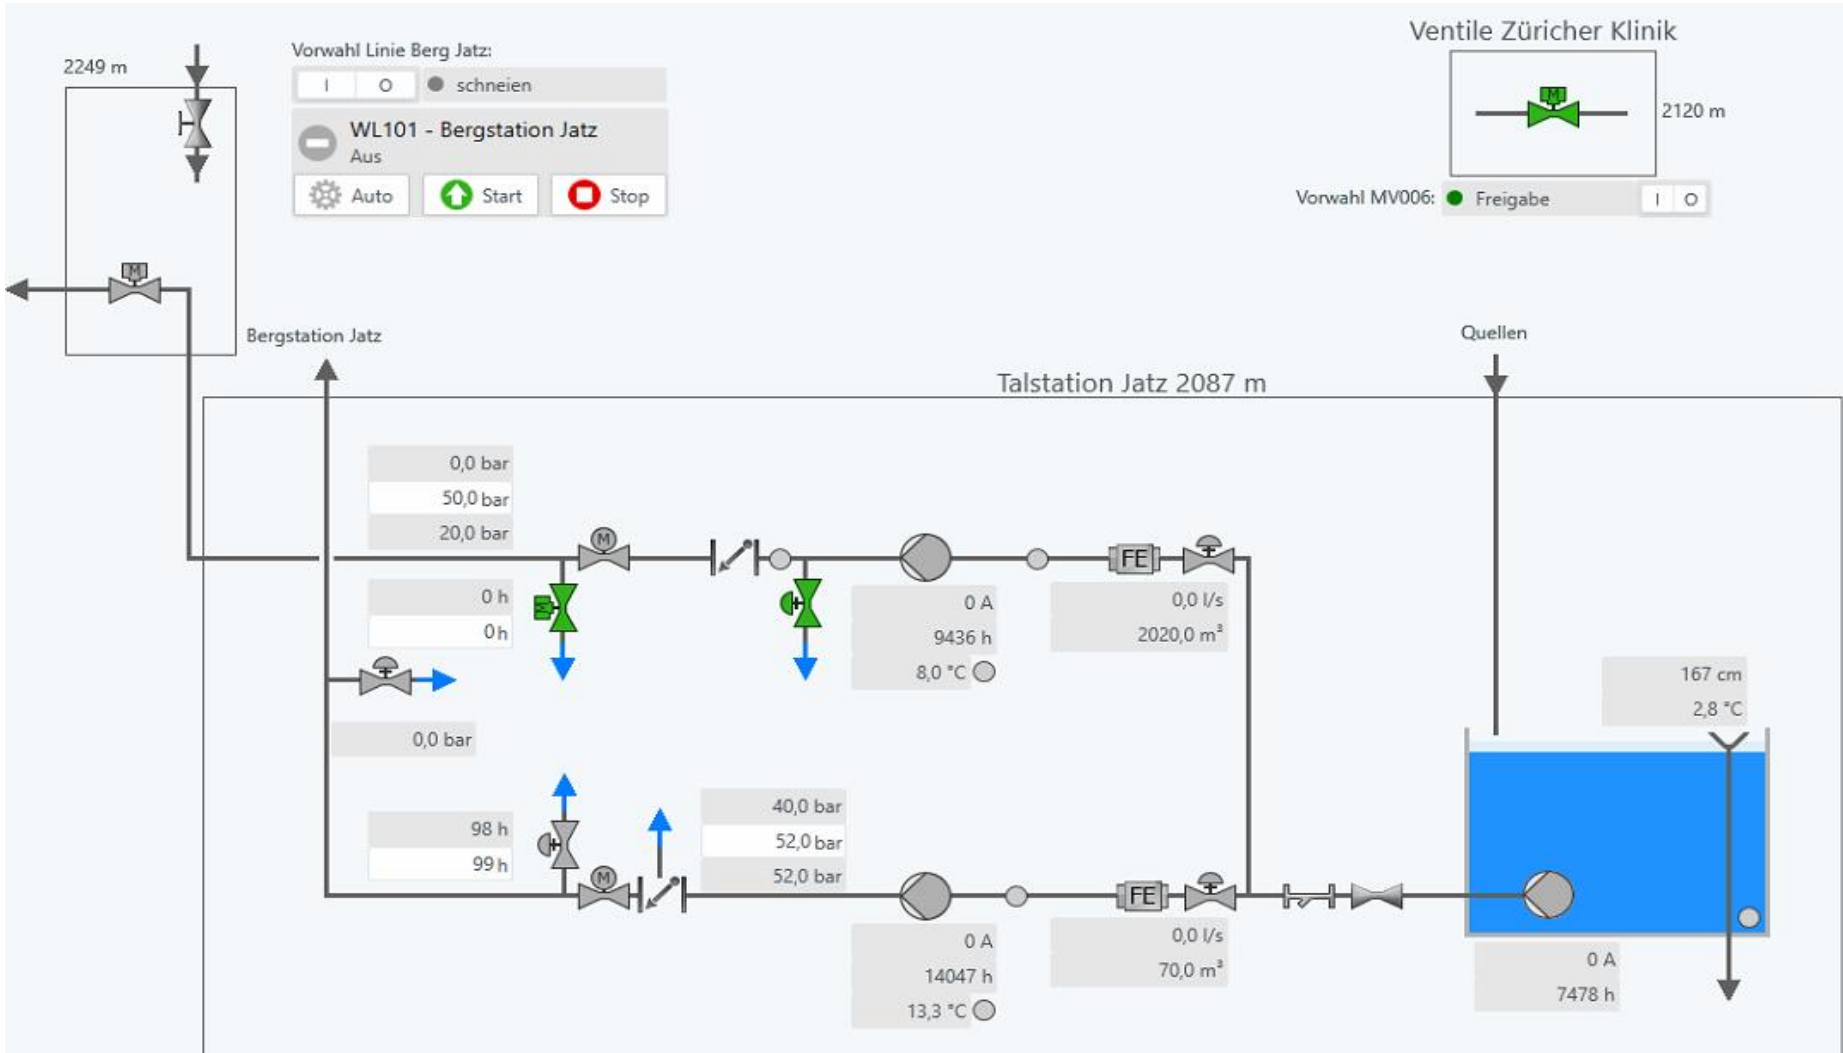 Ventile Züricher Klinik
Vorwahl Linie Berg Jatz:
2249 m
I O schneien
M
2120 m
WL101 - Bergstation Jatz
Aus
Auto Start Stop
Vorwahl MV006: Freigabe I O
M
Bergstation Jatz
Quellen
Talstation Jatz 2087 m
0,0 bar
50,0 bar
20,0 bar
M
FE
0 h
0 h
M
0 A
9436 h
8,0 °C
0,0 l/s
2020,0 m³
167 cm
2,8 °C
0,0 bar
98 h
99 h
40,0 bar
52,0 bar
52,0 bar
M
FE
0 A
14047 h
13,3 °C
0,0 l/s
70,0 m³
0 A
7478 h